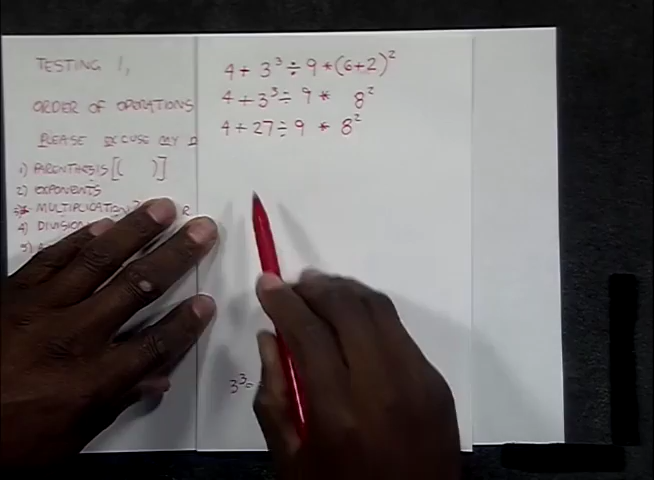 TESTING 1,
ORDER OF OPERATIONS
PLEASE EXCUSE MY D
1) PARENTHESIS [( )]
2) EXPONENTS
3) MULTIPLICATION R
4) DIVISION
5) A
4 + 3³ ÷ 9 * (6+2)²
4 + 3³ ÷ 9 * 8²
4 + 27 ÷ 9 * 8²
3³=